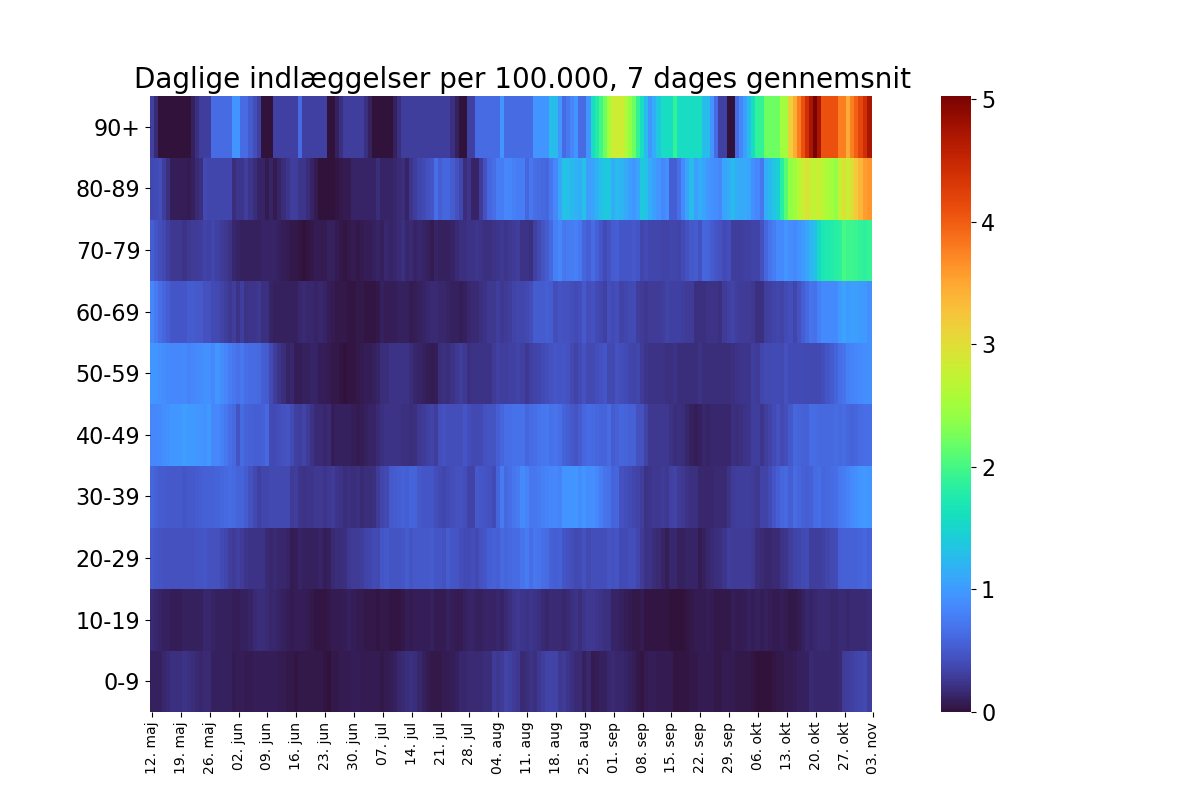 Daglige indlæggelser per 100.000, 7 dages gennemsnit
90+
80-89
70-79
60-69
50-59
40-49
30-39
20-29
10-19
0-9
12. maj
19. maj
26. maj
02. jun
09. jun
16. jun
23. jun
30. jun
07. jul
14. jul
21. jul
28. jul
04. aug
11. aug
18. aug
25. aug
01. sep
08. sep
15. sep
22. sep
29. sep
06. okt
13. okt
20. okt
27. okt
03. nov
5
4
3
2
1
0